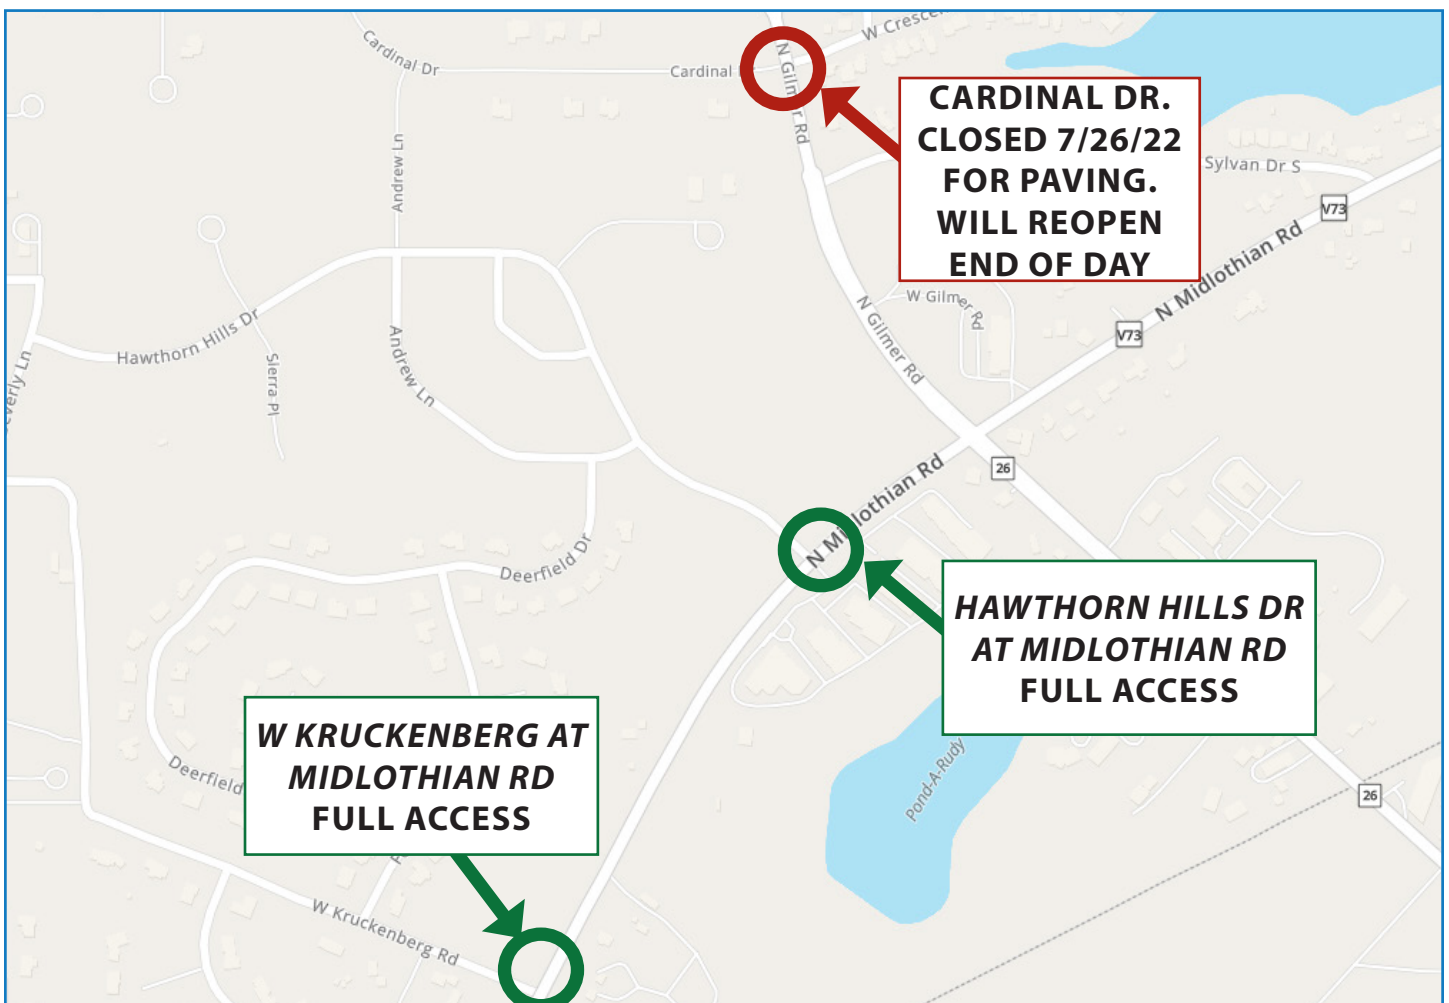 W Crescen
Cardinal Dr
Cardinal
N Gilmer Rd
CARDINAL DR.
CLOSED 7/26/22
FOR PAVING.
WILL REOPEN
END OF DAY
Andrew Ln
Sylvan Dr S
V73
N Midlothian Rd
W Gilmer Rd
V73
Hawthorn Hills Dr
N Gilmer Rd
Sierra Pl
Andrew Ln
everly Ln
N Midlothian Rd
26
Deerfield Dr
HAWTHORN HILLS DR
AT MIDLOTHIAN RD
FULL ACCESS
W KRUCKENBERG AT
MIDLOTHIAN RD
FULL ACCESS
Deerfield
Pond-A-Rudy
26
W Kruckenberg Rd